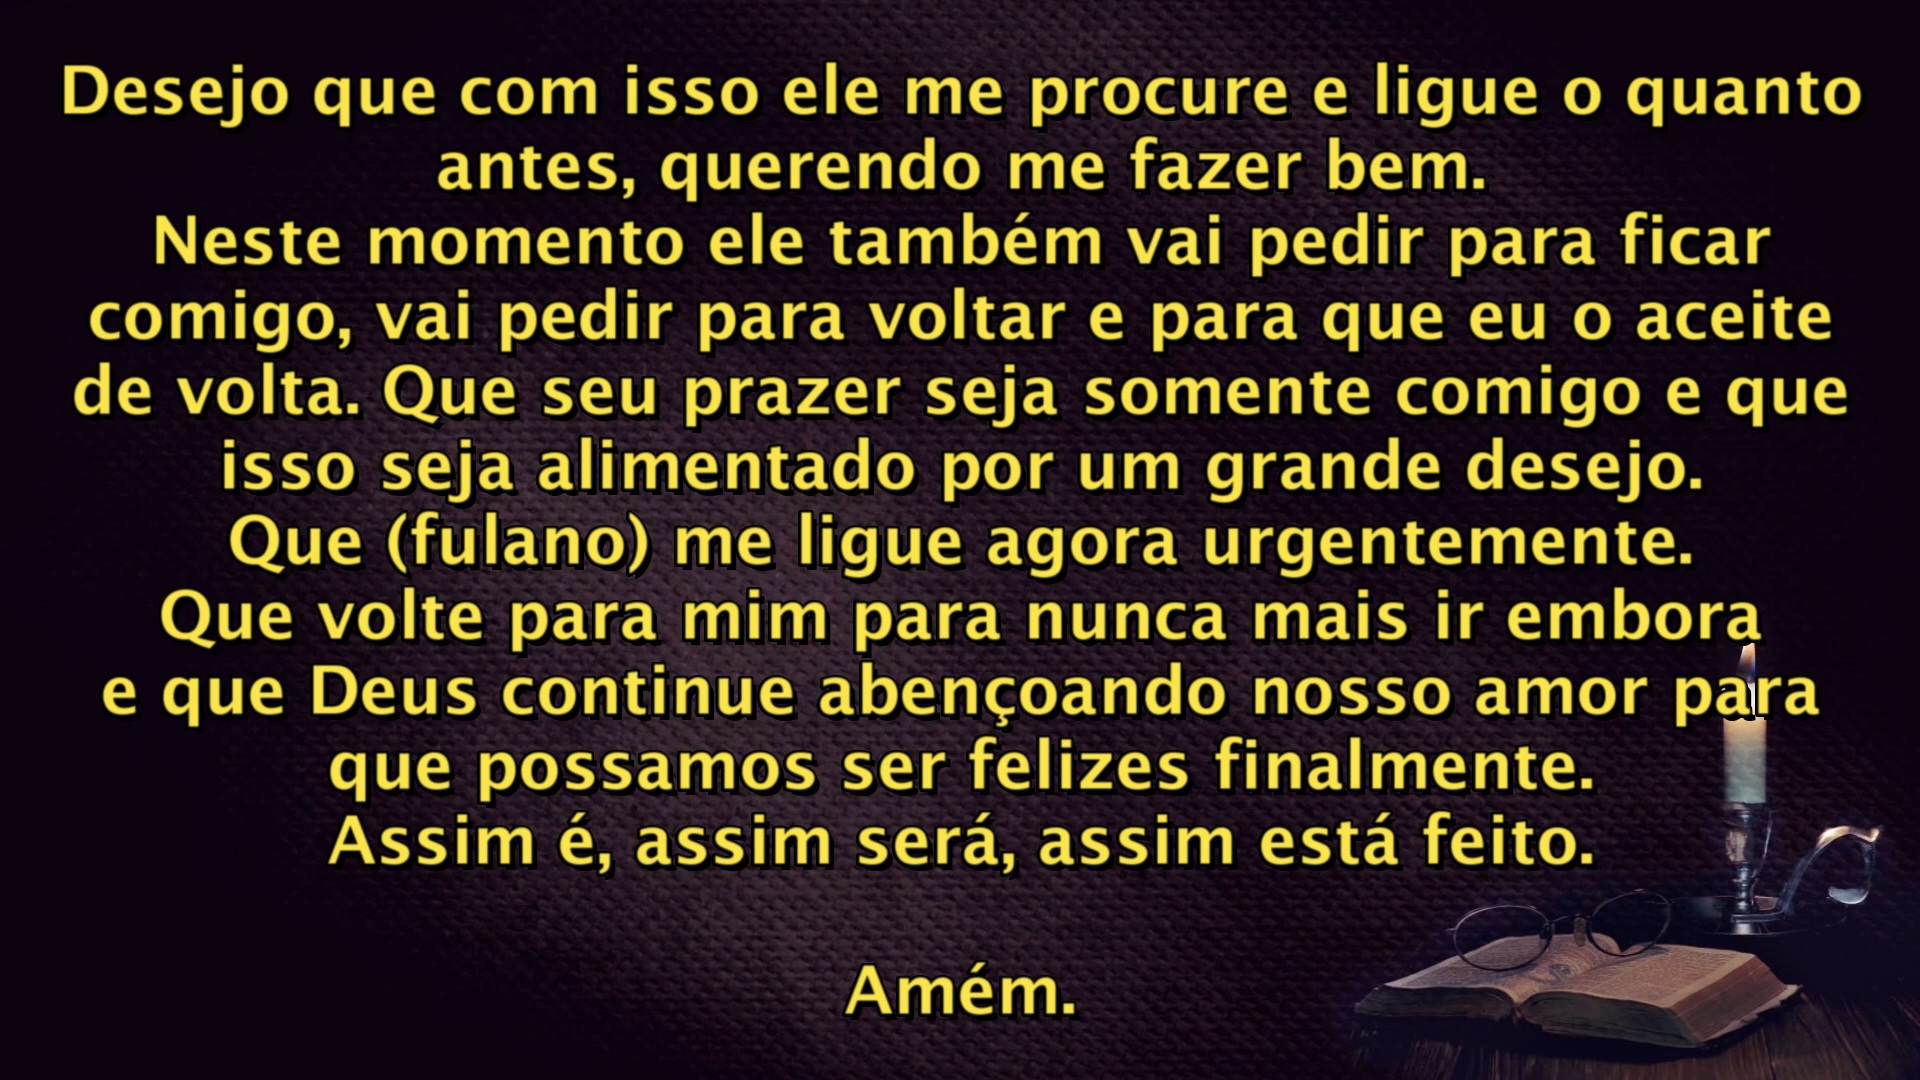 Desejo que com isso ele me procure e ligue o quanto
antes, querendo me fazer bem.
Neste momento ele também vai pedir para ficar
comigo, vai pedir para voltar e para que eu o aceite
de volta. Que seu prazer seja somente comigo e que
isso seja alimentado por um grande desejo.
Que (fulano) me ligue agora urgentemente.
Que volte para mim para nunca mais ir embora
e que Deus continue abençoando nosso amor para
que possamos ser felizes finalmente.
Assim é, assim será, assim está feito.
Amém.